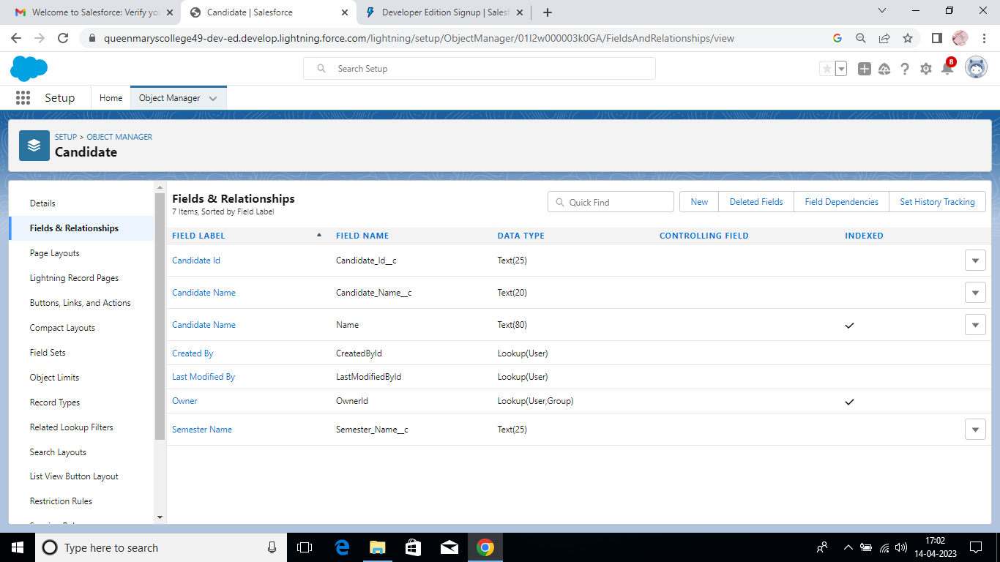 Welcome to Salesforce: Verify you
Candidate | Salesforce
Developer Edition Signup | Salesf
queenmaryscollege49-dev-ed.develop.lightning.force.com/lightning/setup/ObjectManager/01I2w000003k0GA/FieldsAndRelationships/view
Search Setup
8
Setup
Home
Object Manager
SETUP > OBJECT MANAGER
Candidate
Details
Fields & Relationships
Page Layouts
Lightning Record Pages
Buttons, Links, and Actions
Compact Layouts
Field Sets
Object Limits
Record Types
Related Lookup Filters
Search Layouts
List View Button Layout
Restriction Rules
Fields & Relationships
7 Items, Sorted by Field Label
Quick Find
New
Deleted Fields
Field Dependencies
Set History Tracking
FIELD LABEL FIELD NAME DATA TYPE CONTROLLING FIELD INDEXED
Candidate Id Candidate_Id__c Text(25)
Candidate Name Candidate_Name__c Text(20)
Candidate Name Name Text(80)
Created By CreatedById Lookup(User)
Last Modified By LastModifiedById Lookup(User)
Owner OwnerId Lookup(User,Group)
Semester Name Semester_Name__c Text(25)
Type here to search
17:02
14-04-2023